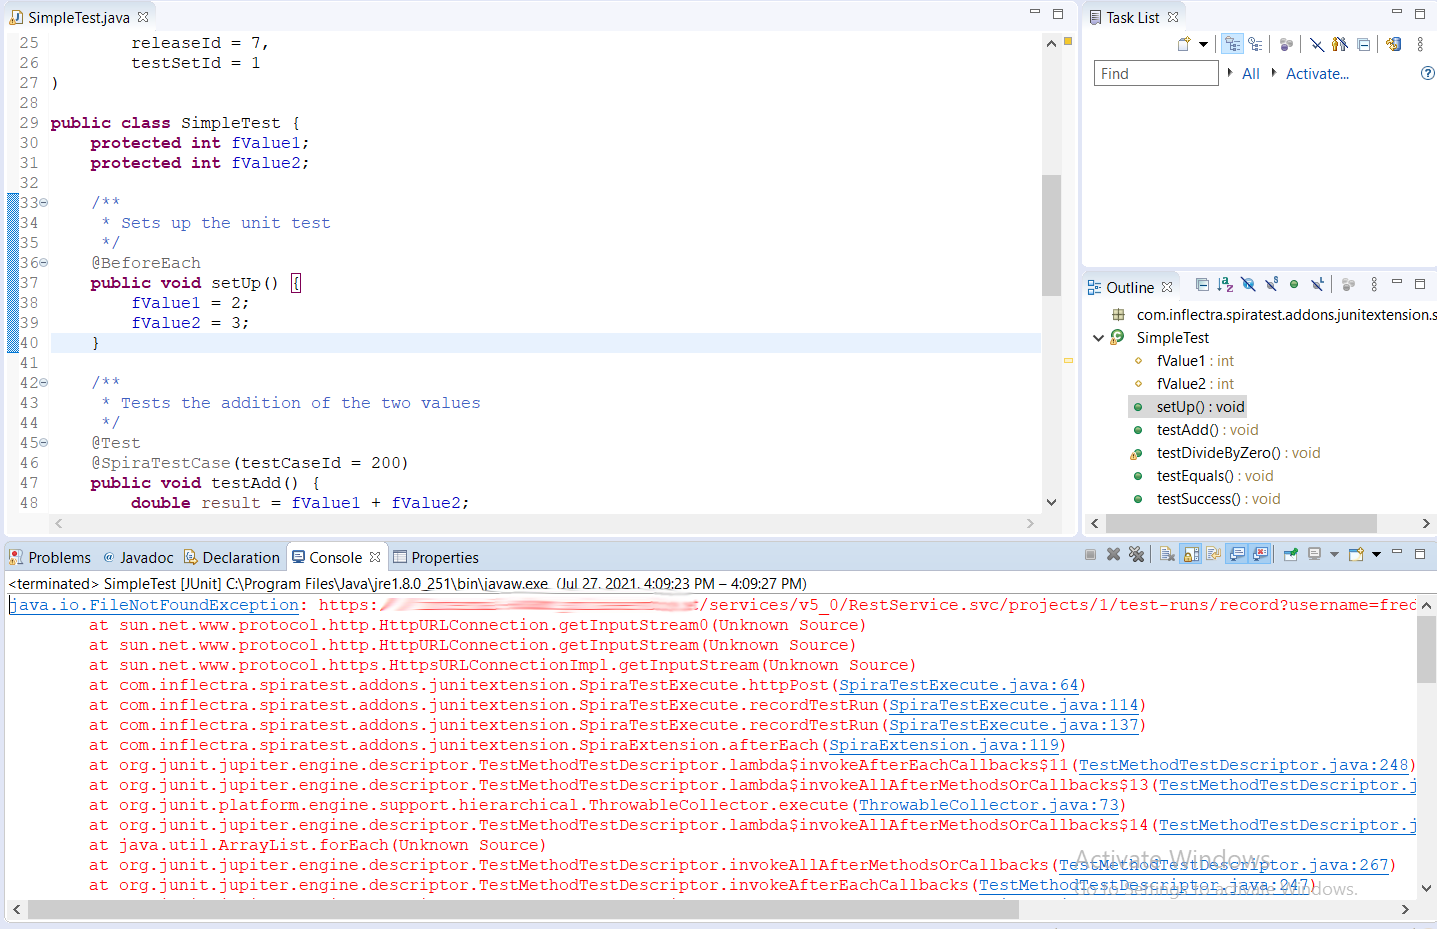 SimpleTest.java
25 releaseId = 7,
26 testSetId = 1
27 )
28
29 public class SimpleTest {
30 protected int fValue1;
31 protected int fValue2;
32
33 /**
34 * Sets up the unit test
35 */
36 @BeforeEach
37 public void setUp() {
38 fValue1 = 2;
39 fValue2 = 3;
40 }
41
42 /**
43 * Tests the addition of the two values
44 */
45 @Test
46 @SpiraTestCase(testCaseId = 200)
47 public void testAdd() {
48 double result = fValue1 + fValue2;
Task List
Find All Activate...
Outline
com.inflectra.spiratest.addons.junitextension.s
SimpleTest
fValue1 : int
fValue2 : int
setUp() : void
testAdd() : void
testDivideByZero() : void
testEquals() : void
testSuccess() : void
Problems @ Javadoc Declaration Console Properties
<terminated> SimpleTest [JUnit] C:\Program Files\Java\jre1.8.0_251\bin\javaw.exe (Jul 27, 2021, 4:09:23 PM – 4:09:27 PM)
java.io.FileNotFoundException: https:/ /services/v5_0/RestService.svc/projects/1/test-runs/record?username=fred
at sun.net.www.protocol.http.HttpURLConnection.getInputStream0(Unknown Source)
at sun.net.www.protocol.http.HttpURLConnection.getInputStream(Unknown Source)
at sun.net.www.protocol.https.HttpsURLConnectionImpl.getInputStream(Unknown Source)
at com.inflectra.spiratest.addons.junitextension.SpiraTestExecute.httpPost(SpiraTestExecute.java:64)
at com.inflectra.spiratest.addons.junitextension.SpiraTestExecute.recordTestRun(SpiraTestExecute.java:114)
at com.inflectra.spiratest.addons.junitextension.SpiraTestExecute.recordTestRun(SpiraTestExecute.java:137)
at com.inflectra.spiratest.addons.junitextension.SpiraExtension.afterEach(SpiraExtension.java:119)
at org.junit.jupiter.engine.descriptor.TestMethodTestDescriptor.lambda$invokeAfterEachCallbacks$11(TestMethodTestDescriptor.java:248)
at org.junit.jupiter.engine.descriptor.TestMethodTestDescriptor.lambda$invokeAllAfterMethodsOrCallbacks$13(TestMethodTestDescriptor.j
at org.junit.platform.engine.support.hierarchical.ThrowableCollector.execute(ThrowableCollector.java:73)
at org.junit.jupiter.engine.descriptor.TestMethodTestDescriptor.lambda$invokeAllAfterMethodsOrCallbacks$14(TestMethodTestDescriptor.j
at java.util.ArrayList.forEach(Unknown Source)
at org.junit.jupiter.engine.descriptor.TestMethodTestDescriptor.invokeAllAfterMethodsOrCallbacks(TestMethodTestDescriptor.java:267)
at org.junit.jupiter.engine.descriptor.TestMethodTestDescriptor.invokeAfterEachCallbacks(TestMethodTestDescriptor.java:247)
Activate Windows